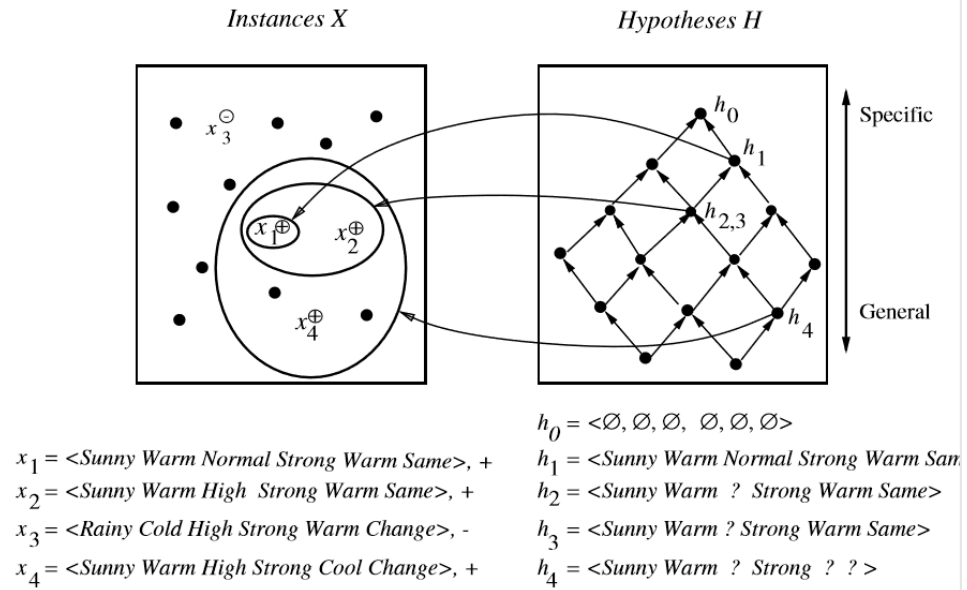 Instances X
Hypotheses H
x3 ⊖
h0
Specific
h1
x1 ⊕
x2 ⊕
h2,3
x4 ⊕
General
h4
h0 = <∅, ∅, ∅, ∅, ∅, ∅>
x1 = <Sunny Warm Normal Strong Warm Same>, +
h1 = <Sunny Warm Normal Strong Warm Sam
x2 = <Sunny Warm High Strong Warm Same>, +
h2 = <Sunny Warm ? Strong Warm Same>
x3 = <Rainy Cold High Strong Warm Change>, -
h3 = <Sunny Warm ? Strong Warm Same>
x4 = <Sunny Warm High Strong Cool Change>, +
h4 = <Sunny Warm ? Strong ? ? >